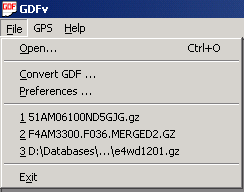 GDF GDFv
File GPS Help
Open... Ctrl+O
Convert GDF ...
Preferences ...
1 51AM06100ND5GJG.gz
2 F4AM3300.F036.MERGED2.GZ
3 D:\Databases\...\e4wd1201.gz
Exit